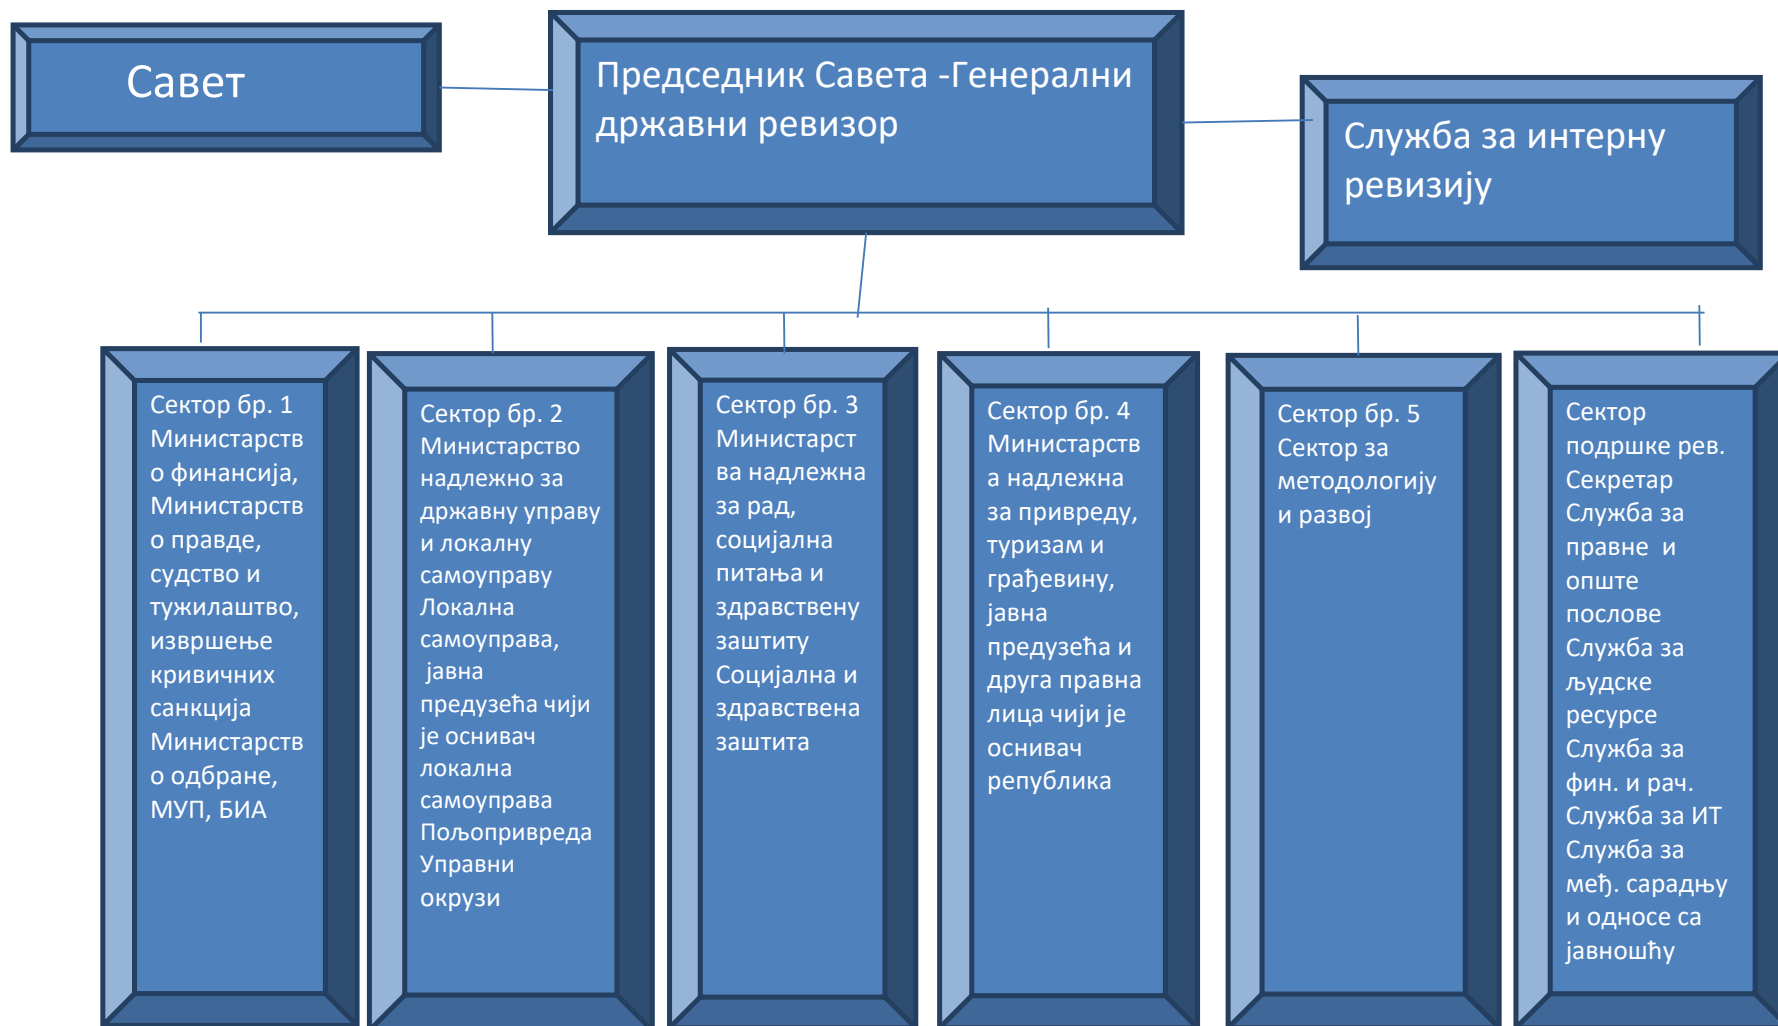 Савет
Председник Савета -Генерални
државни ревизор
Служба за интерну
ревизију
Сектор бр. 1
Министарств
о финансија,
Министарств
о правде,
судство и
тужилаштво,
извршење
кривичних
санкција
Министарств
о одбране,
МУП, БИА
Сектор бр. 2
Министарство
надлежно за
државну управу
и локалну
самоуправу
Локална
самоуправа,
јавна
предузећа чији
је оснивач
локална
самоуправа
Пољопривреда
Управни
окрузи
Сектор бр. 3
Министарст
ва надлежна
за рад,
социјална
питања и
здравствену
заштиту
Социјална и
здравствена
заштита
Сектор бр. 4
Министарств
а надлежна
за привреду,
туризам и
грађевину,
јавна
предузећа и
друга правна
лица чији је
оснивач
република
Сектор бр. 5
Сектор за
методологију
и развој
Сектор
подршке рев.
Секретар
Служба за
правне  и
опште
послове
Служба за
људске
ресурсе
Служба за
фин. и рач.
Служба за ИТ
Служба за
међ. сарадњу
и односе са
јавношћу